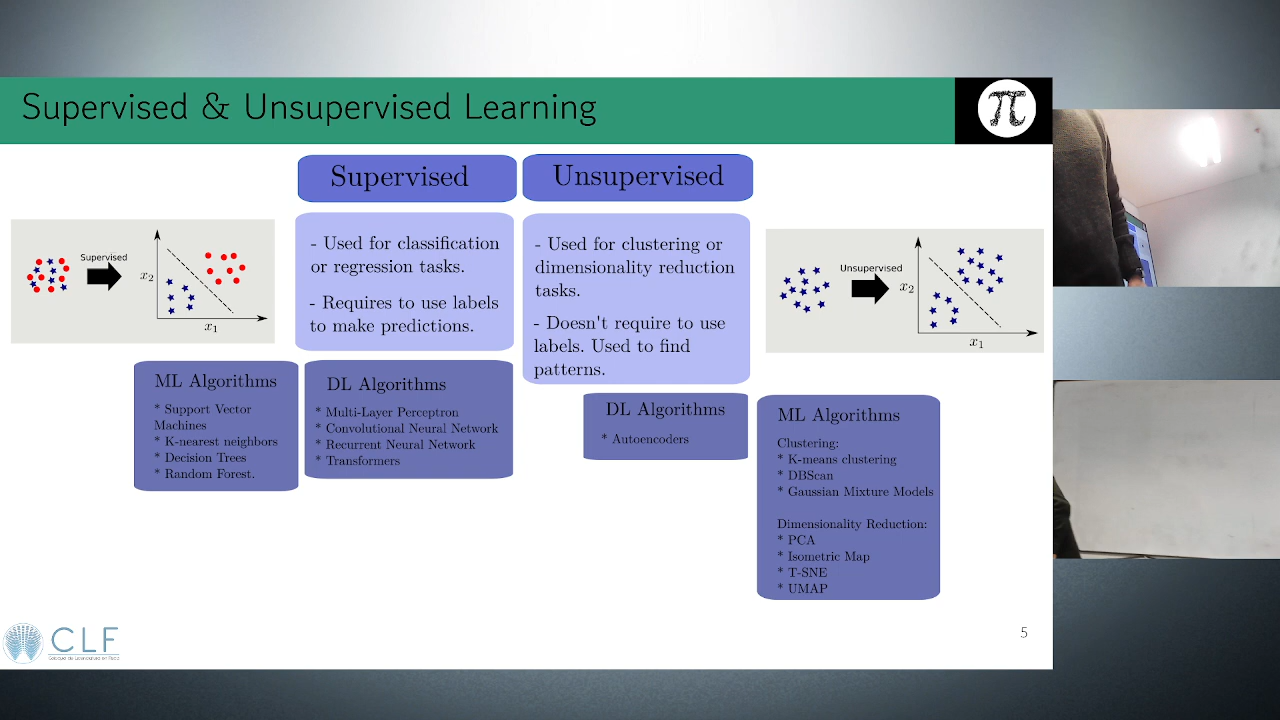 Supervised & Unsupervised Learning
π
Supervised
Unsupervised
- Used for classification
or regression tasks.
- Requires to use labels
to make predictions.
- Used for clustering or
dimensionality reduction
tasks.
- Doesn't require to use
labels. Used to find
patterns.
Supervised
x₂
x₁
Unsupervised
x₂
x₁
ML Algorithms
* Support Vector
Machines
* K-nearest neighbors
* Decision Trees
* Random Forest.
DL Algorithms
* Multi-Layer Perceptron
* Convolutional Neural Network
* Recurrent Neural Network
* Transformers
DL Algorithms
* Autoencoders
ML Algorithms
Clustering:
* K-means clustering
* DBScan
* Gaussian Mixture Models
Dimensionality Reduction:
* PCA
* Isometric Map
* T-SNE
* UMAP
CLF
5